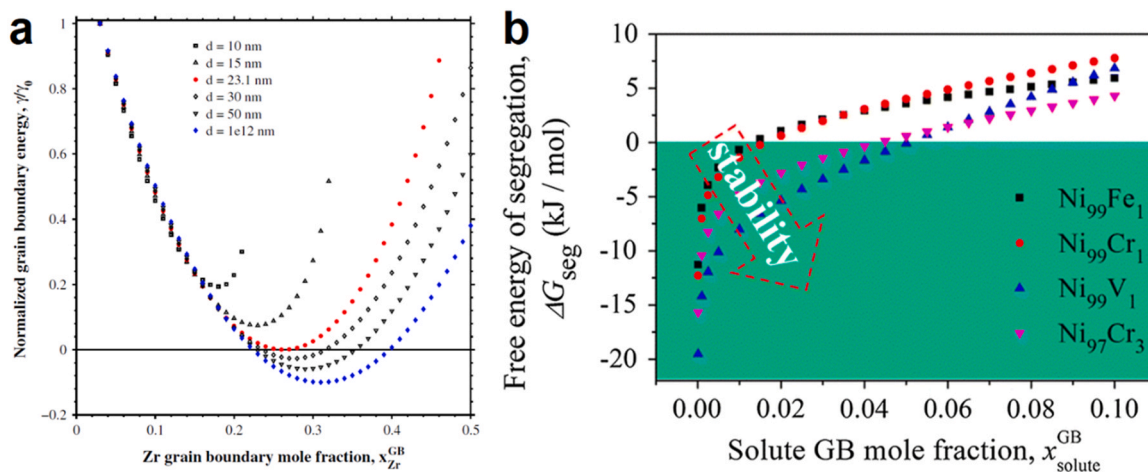 a
Normalized grain boundary energy, γ/γ₀
1
0.8
0.6
0.4
0.2
0
−0.2
0
0.1
0.2
0.3
0.4
0.5
d = 10 nm
d = 15 nm
d = 23.1 nm
d = 30 nm
d = 50 nm
d = 1e12 nm
Zr grain boundary mole fraction, x_Zr^GB
b
Free energy of segregation,
ΔG_seg (kJ / mol)
10
5
0
-5
-10
-15
-20
stability
Ni₉₉Fe₁
Ni₉₉Cr₁
Ni₉₉V₁
Ni₉₇Cr₃
0.00 0.02 0.04 0.06 0.08 0.10
Solute GB mole fraction, x_solute^GB